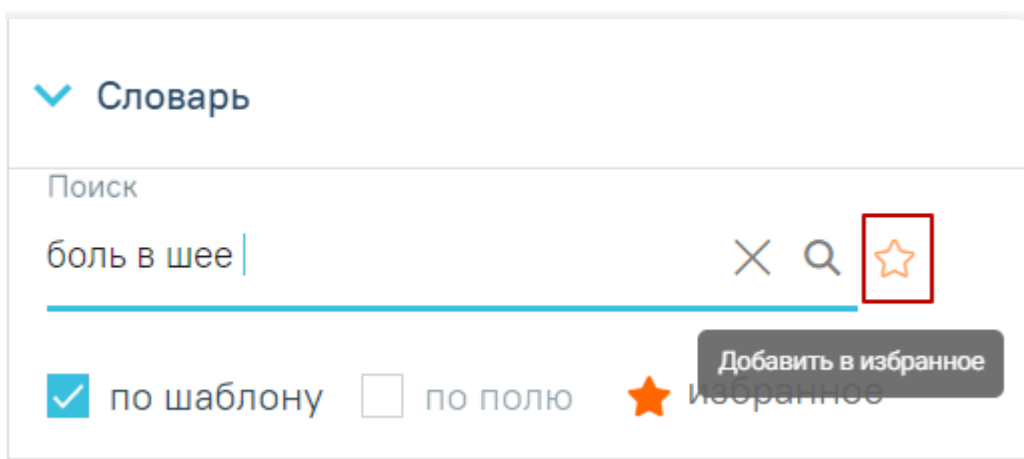 Словарь
Поиск
боль в шее
Добавить в избранное
по шаблону по полю избранное